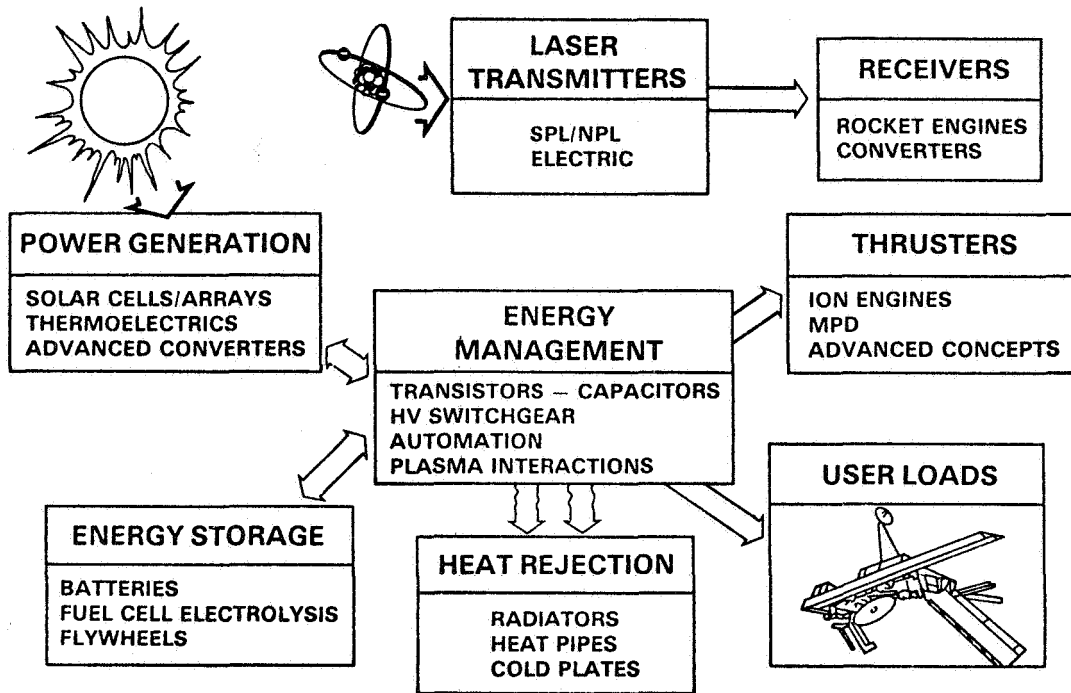 LASER
TRANSMITTERS
SPL/NPL
ELECTRIC
RECEIVERS
ROCKET ENGINES
CONVERTERS
POWER GENERATION
SOLAR CELLS/ARRAYS
THERMOELECTRICS
ADVANCED CONVERTERS
ENERGY
MANAGEMENT
TRANSISTORS – CAPACITORS
HV SWITCHGEAR
AUTOMATION
PLASMA INTERACTIONS
THRUSTERS
ION ENGINES
MPD
ADVANCED CONCEPTS
ENERGY STORAGE
BATTERIES
FUEL CELL ELECTROLYSIS
FLYWHEELS
HEAT REJECTION
RADIATORS
HEAT PIPES
COLD PLATES
USER LOADS